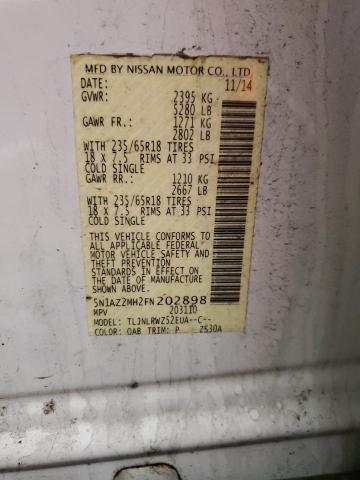 MFD BY NISSAN MOTOR CO., LTD
DATE: 11/14
GVWR: 2395 KG
5280 LB
GAWR FR.: 1271 KG
2802 LB
WITH 235/65R18 TIRES
18 X 7.5 RIMS AT 33 PSI
COLD SINGLE
GAWR RR.: 1210 KG
2667 LB
WITH 235/65R18 TIRES
18 X 7.5 RIMS AT 33 PSI
COLD SINGLE
THIS VEHICLE CONFORMS TO
ALL APPLICABLE FEDERAL
MOTOR VEHICLE SAFETY AND
THEFT PREVENTION
STANDARDS IN EFFECT ON
THE DATE OF MANUFACTURE
SHOWN ABOVE.
5N1AZ2MH2FN202898
MPV 203110
MODEL: TLJNLRWZ52EUA--C--
COLOR: QAB TRIM: P 2530A